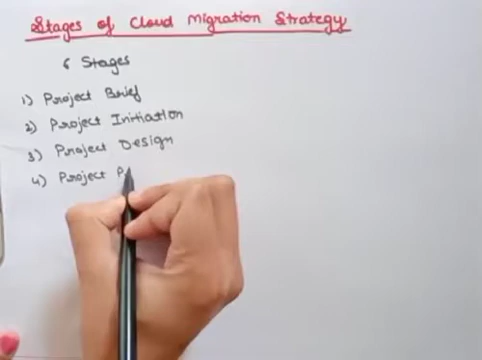 Stages of Cloud Migration Strategy
6 Stages
1) Project Brief
2) Project Initiation
3) Project Design
4) Project P